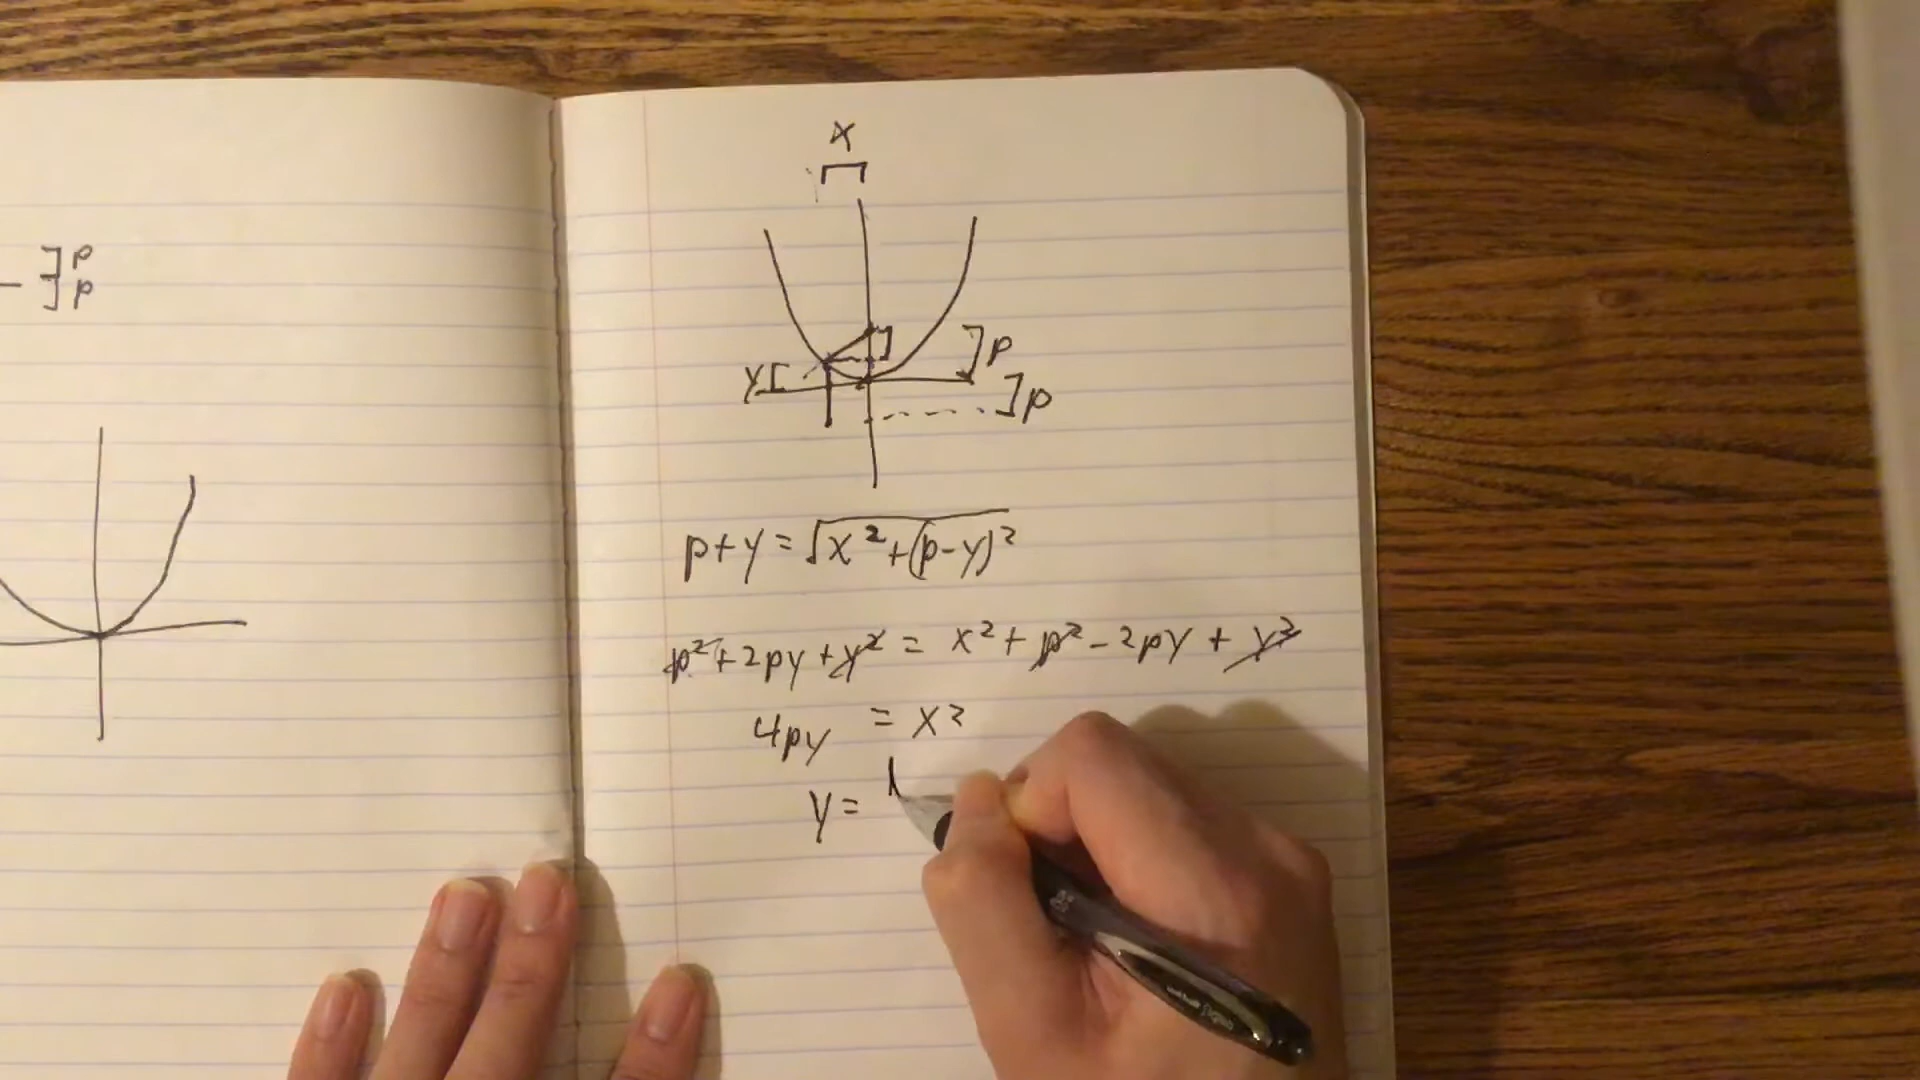 ]p
]p
x
y
]p
]p
p+y=√x²+(p-y)²
p²+2py+y² = x²+p²-2py+y²
4py = x²
y=